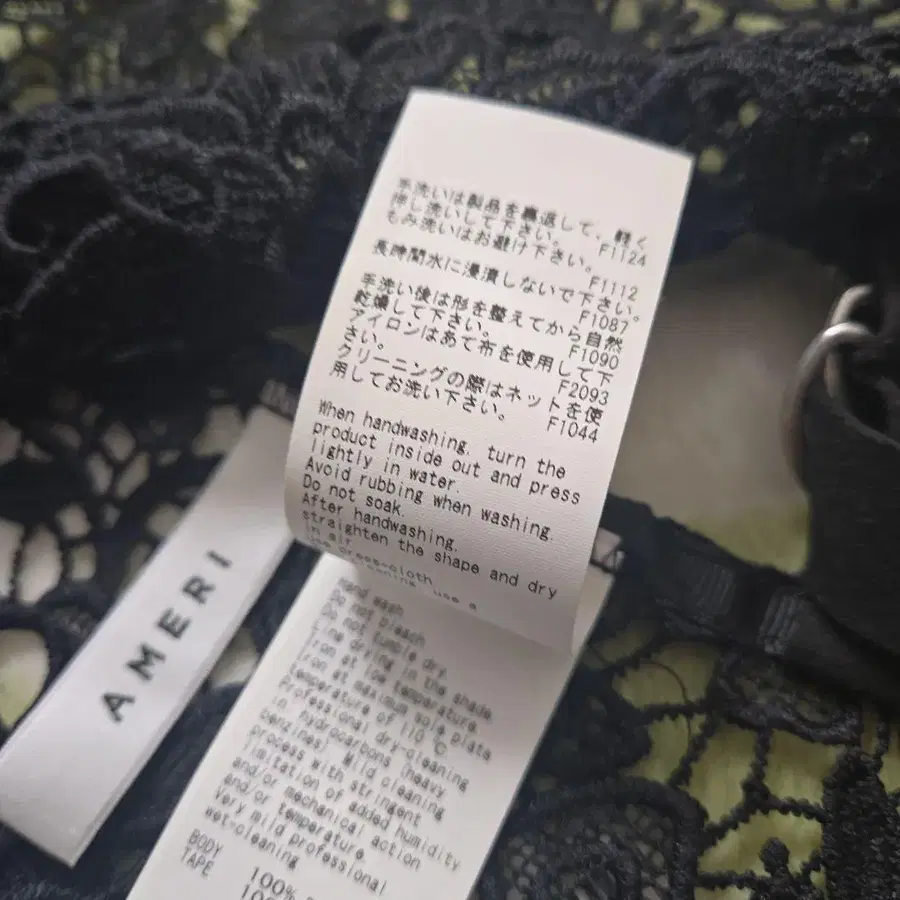 手洗いは製品を裏返して、軽く
押し洗いして下さい。 F1124
もみ洗いはお避け下さい。
F1112
長時間水に浸漬しないで下さい。
F1087
手洗い後は形を整えてから自然
乾燥して下さい。 F1090
アイロンはあて布を使用して下
さい。 F2093
クリーニングの際はネットを使
用してお洗い下さい。 F1044
When handwashing, turn the
product inside out and press
lightly in water.
Avoid rubbing when washing.
Do not soak.
After handwashing,
straighten the shape and dry
in air
use press-cloth
use a
Hand wash
Do not bleach
Do not tumble dry
Line drying in the shade
Iron at low temperature.
Iron at maximum sole plate
temperature of 110℃
Professional dry-cleaning
in hydrocarbons (heavy
benzines) Mild cleaning
process with stringent
limitation of added humidity
and/or mechanical action
and/or temperature.
Very mild professional
wet-cleaning
BODY 100%
TAPE 100%
AMERI